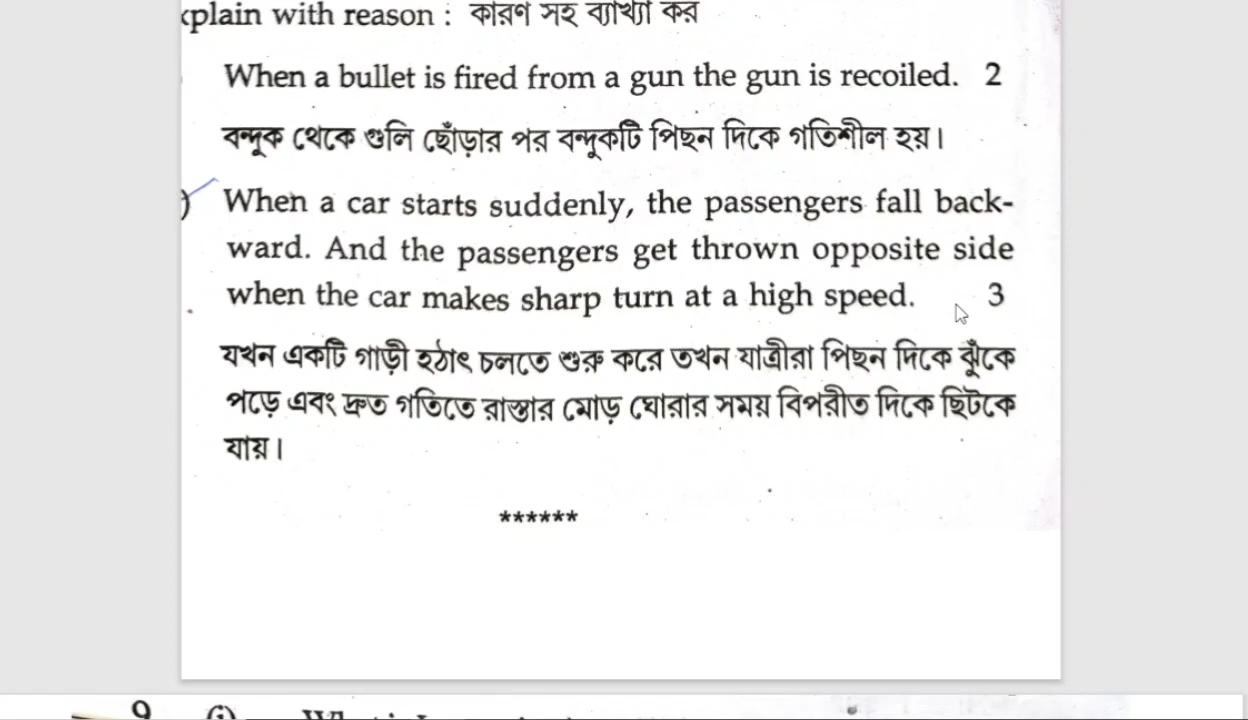 xplain with reason : কারণ সহ ব্যাখ্যা কর
When a bullet is fired from a gun the gun is recoiled. 2
বন্দুক থেকে গুলি ছোঁড়ার পর বন্দুকটি পিছন দিকে গতিশীল হয়।
) When a car starts suddenly, the passengers fall back-
ward. And the passengers get thrown opposite side
when the car makes sharp turn at a high speed. 3
যখন একটি গাড়ী হঠাৎ চলতে শুরু করে তখন যাত্রীরা পিছন দিকে ঝুঁকে
পড়ে এবং দ্রুত গতিতে রাস্তার মোড় ঘোরার সময় বিপরীত দিকে ছিটকে
যায়।
******
9 (i)